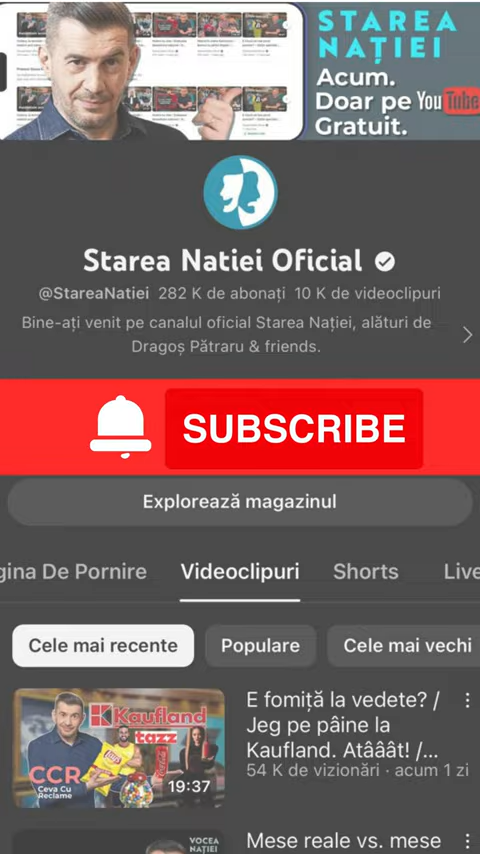 STAREA
NAȚIEI
Acum.
Doar pe YouTube
Gratuit.
Starea Natiei Oficial
@StareaNatiei 282 K de abonați 10 K de videoclipuri
Bine-ați venit pe canalul oficial Starea Nației, alături de
Dragoș Pătraru & friends.
SUBSCRIBE
Explorează magazinul
gina De Pornire Videoclipuri Shorts Live
Cele mai recente Populare Cele mai vechi
Kaufland
tazz
CCR
Ceva Cu
Reclame
19:37
E fomiță la vedete? /
Jeg pe pâine la
Kaufland. Atââât! /...
54 K de vizionări · acum 1 zi
VOCEA
NAȚIEI
Mese reale vs. mese